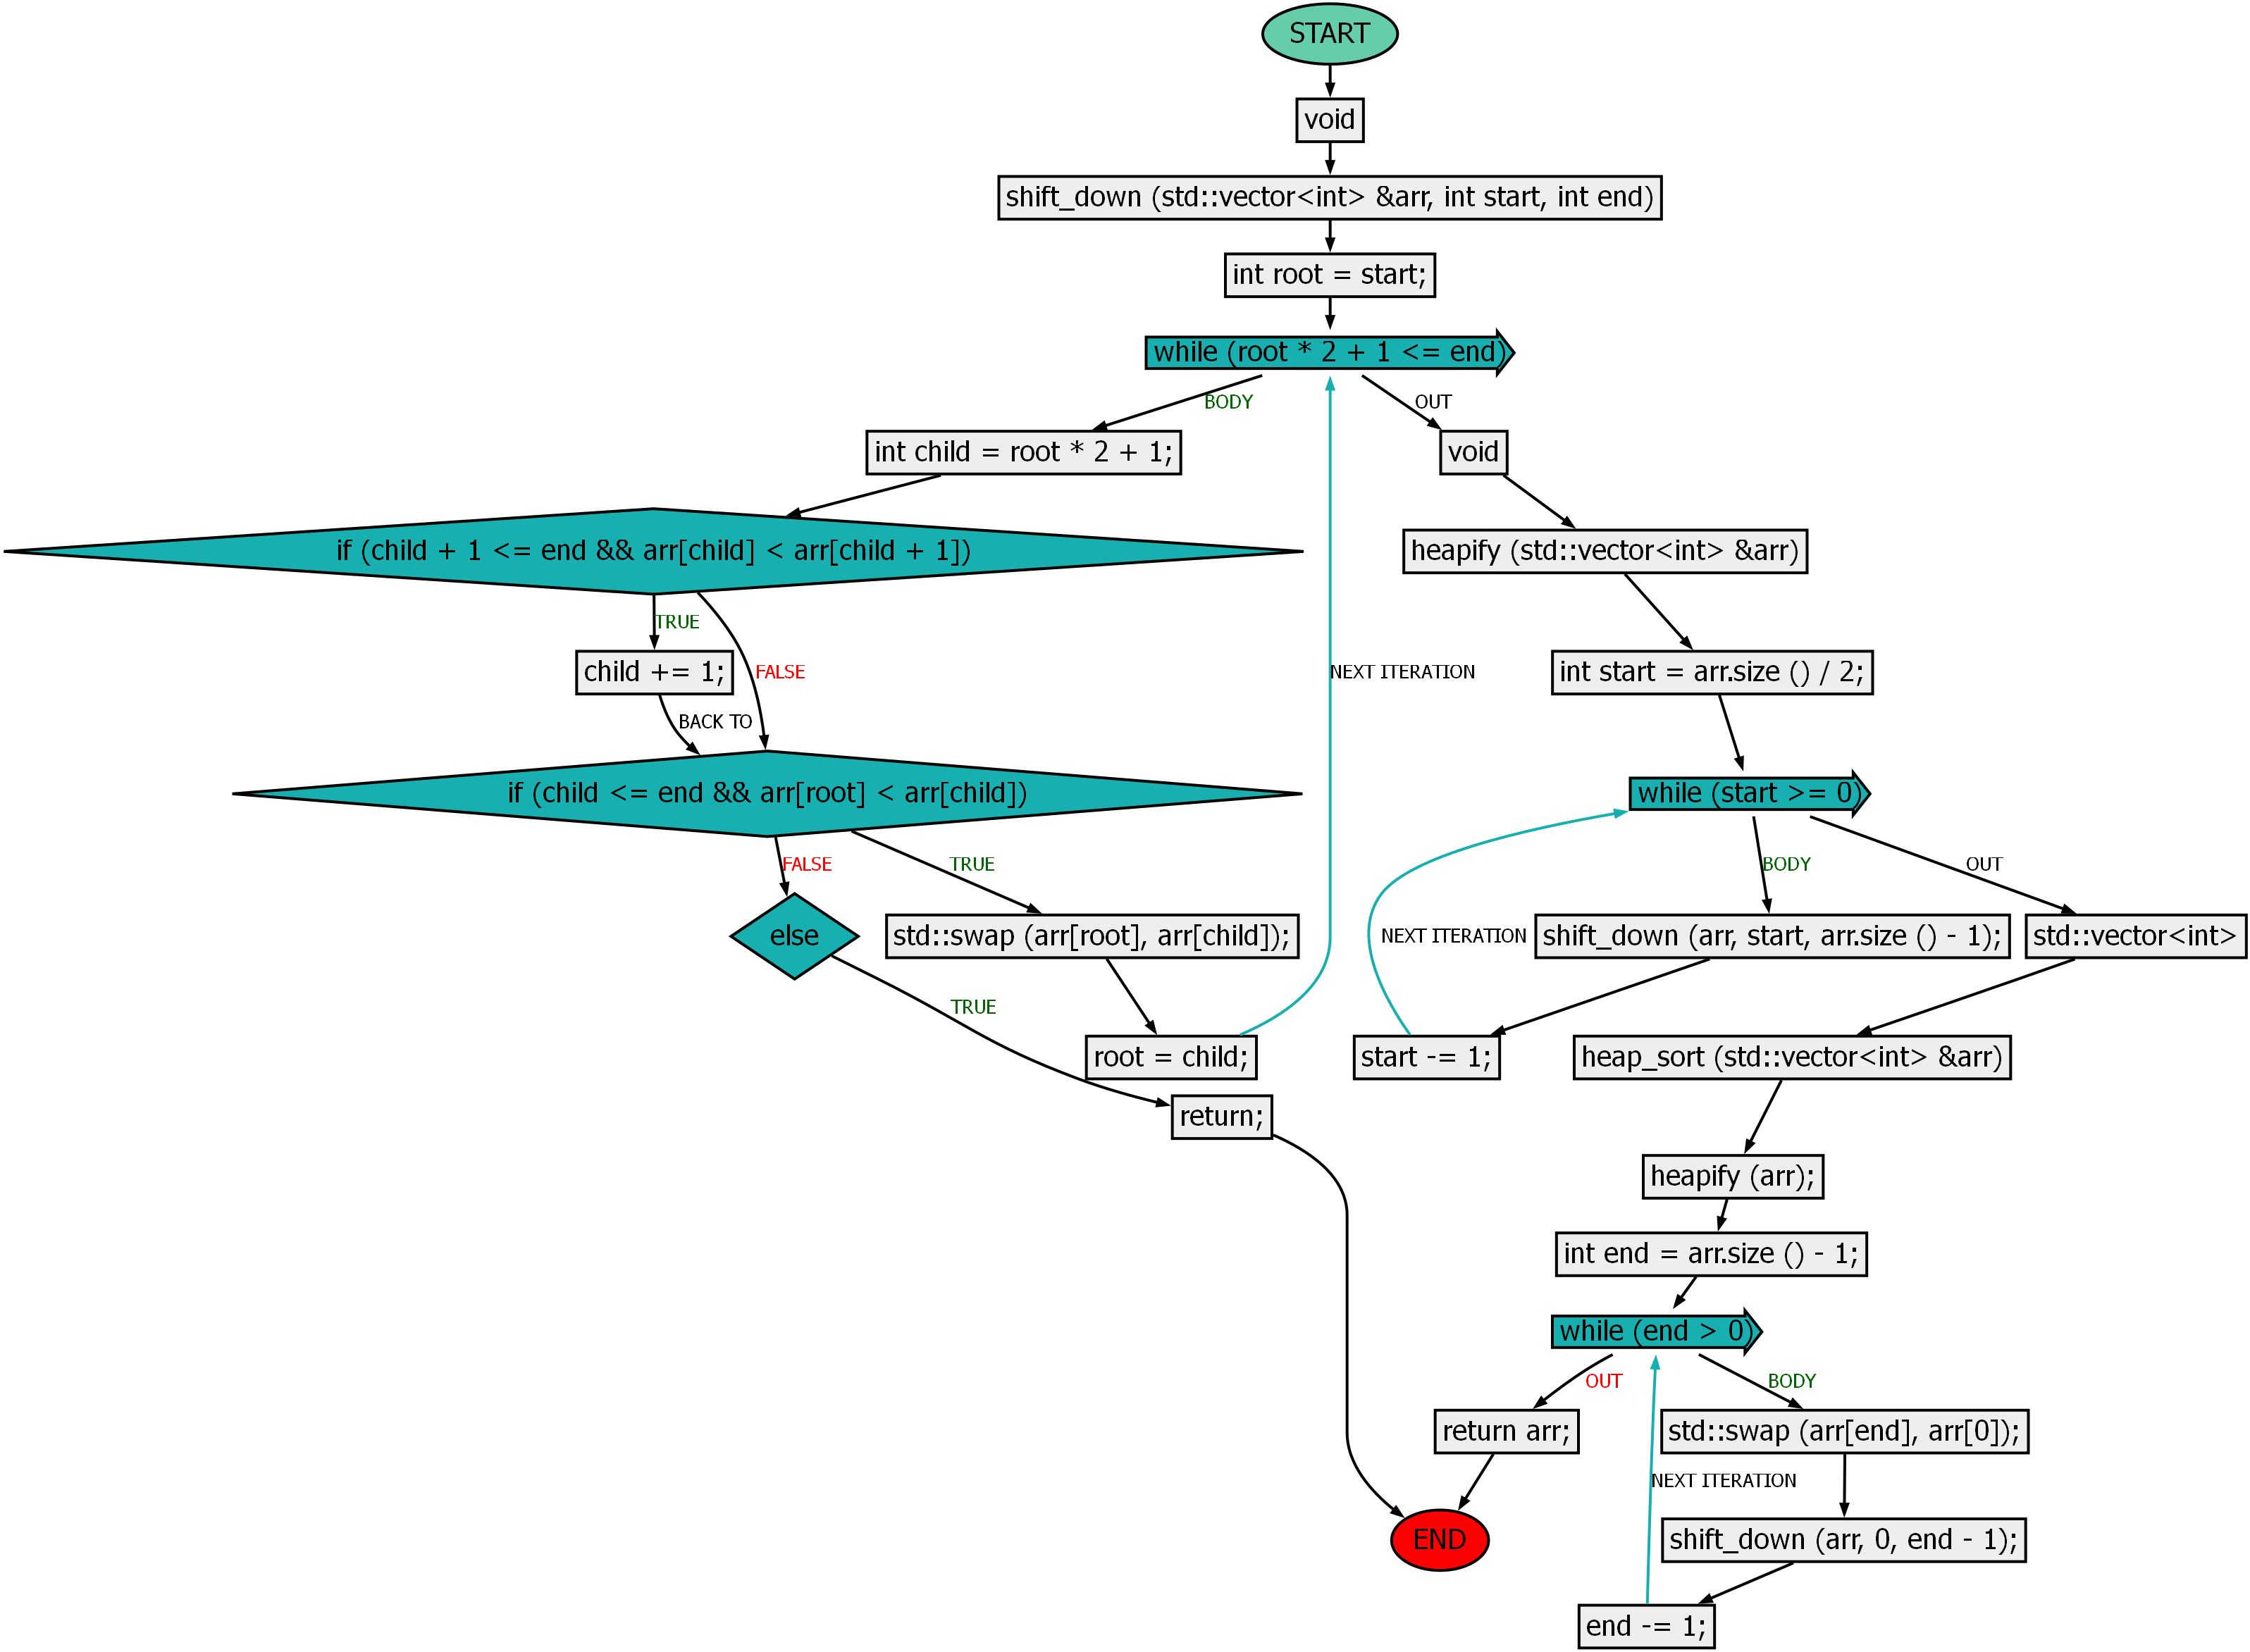 START
void
shift_down (std::vector<int> &arr, int start, int end)
int root = start;
while (root * 2 + 1 <= end)
BODY
OUT
int child = root * 2 + 1;
void
if (child + 1 <= end && arr[child] < arr[child + 1])
heapify (std::vector<int> &arr)
TRUE
child += 1;
FALSE
NEXT ITERATION
int start = arr.size () / 2;
BACK TO
if (child <= end && arr[root] < arr[child])
while (start >= 0)
FALSE
TRUE
BODY
OUT
else
std::swap (arr[root], arr[child]);
NEXT ITERATION
shift_down (arr, start, arr.size () - 1);
std::vector<int>
TRUE
root = child;
start -= 1;
heap_sort (std::vector<int> &arr)
return;
heapify (arr);
int end = arr.size () - 1;
while (end > 0)
OUT
BODY
return arr;
std::swap (arr[end], arr[0]);
NEXT ITERATION
END
shift_down (arr, 0, end - 1);
end -= 1;